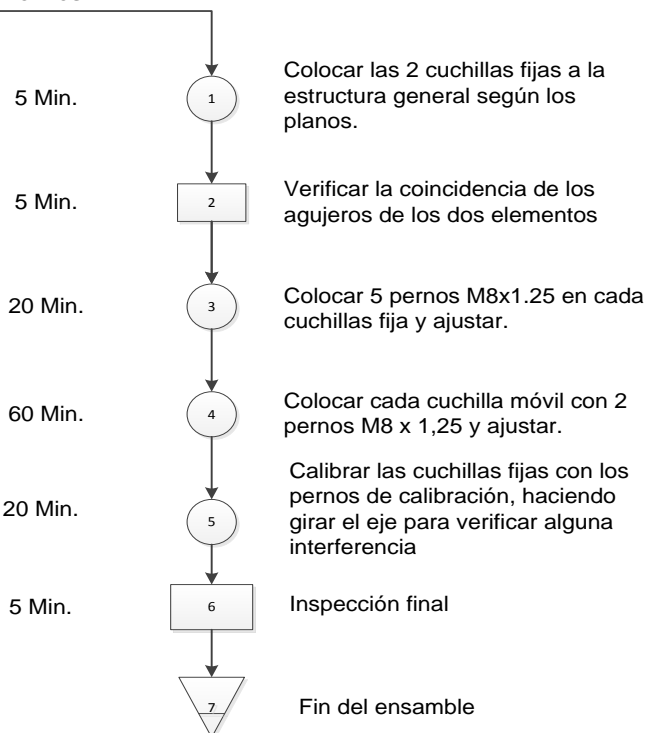 5 Min.
1
Colocar las 2 cuchillas fijas a la
estructura general según los
planos.
5 Min.
2
Verificar la coincidencia de los
agujeros de los dos elementos
20 Min.
3
Colocar 5 pernos M8x1.25 en cada
cuchillas fija y ajustar.
60 Min.
4
Colocar cada cuchilla móvil con 2
pernos M8 x 1,25 y ajustar.
20 Min.
5
Calibrar las cuchillas fijas con los
pernos de calibración, haciendo
girar el eje para verificar alguna
interferencia
5 Min.
6
Inspección final
7
Fin del ensamble